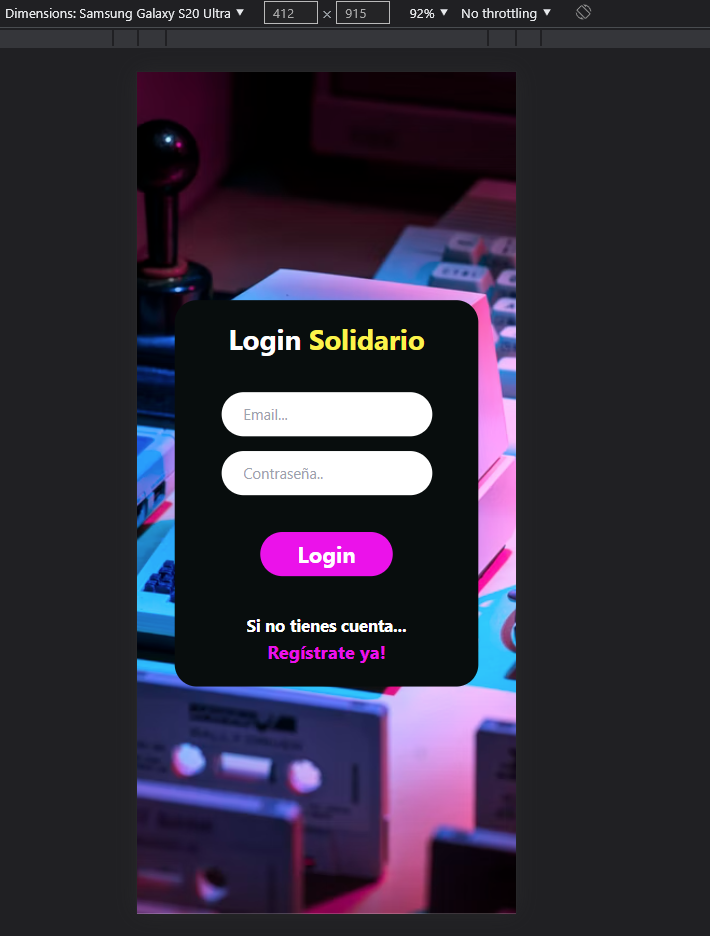 Dimensions: Samsung Galaxy S20 Ultra ▼ 412 × 915 92% ▼ No throttling ▼
CTRL
Login Solidario
Email...
Contraseña..
Login
Si no tienes cuenta...
Regístrate ya!